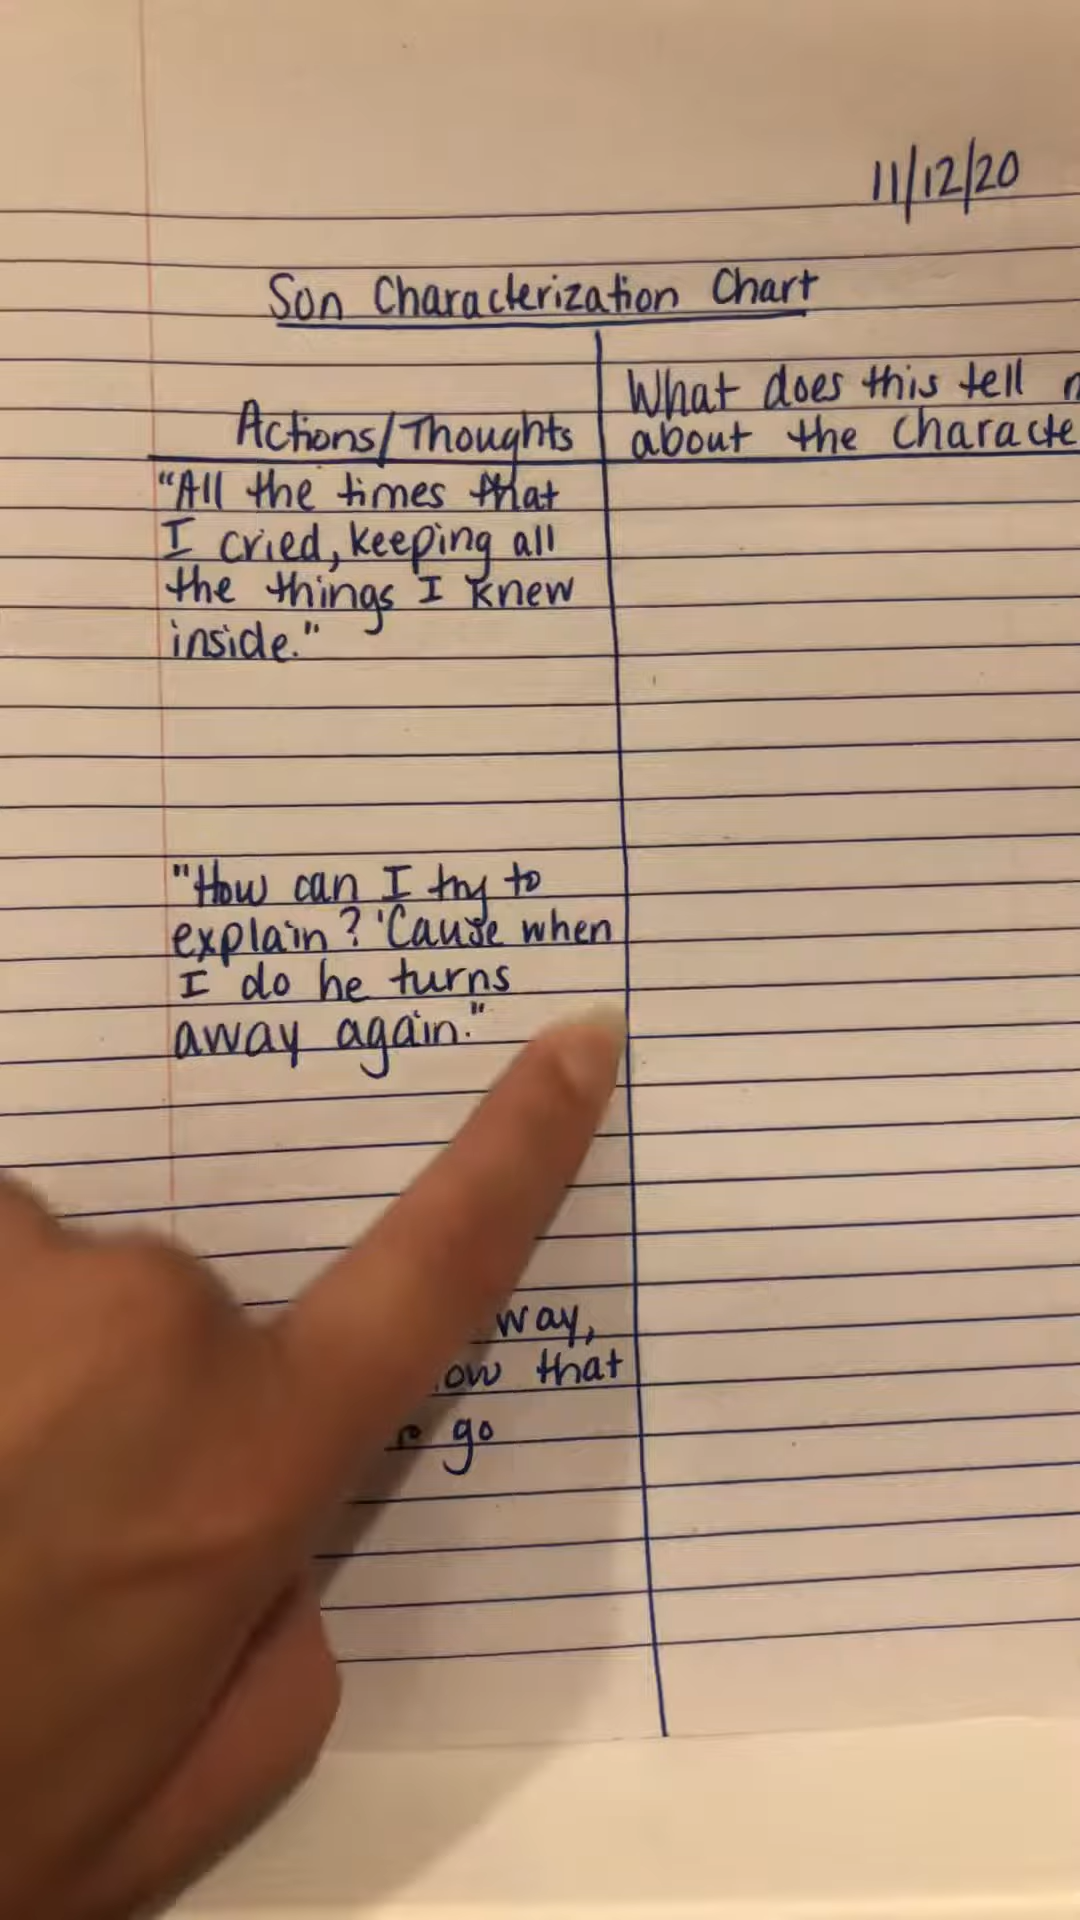 11/12/20
Son Characterization Chart
What does this tell
Actions/Thoughts
about the
"All the times that
I cried, keeping all
the things I knew
inside."
"How can I try to
explain? 'Cause when
I do he turns
away again."
way,
that
go